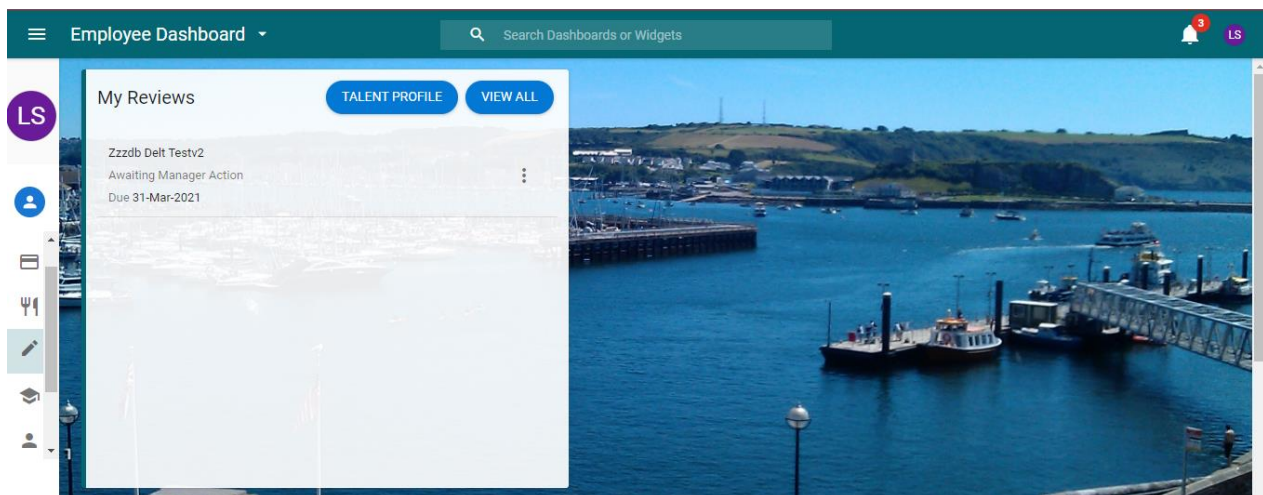 Employee Dashboard
Search Dashboards or Widgets
3
LS
LS
My Reviews
TALENT PROFILE
VIEW ALL
Zzzdb Delt Testv2
Awaiting Manager Action
Due 31-Mar-2021